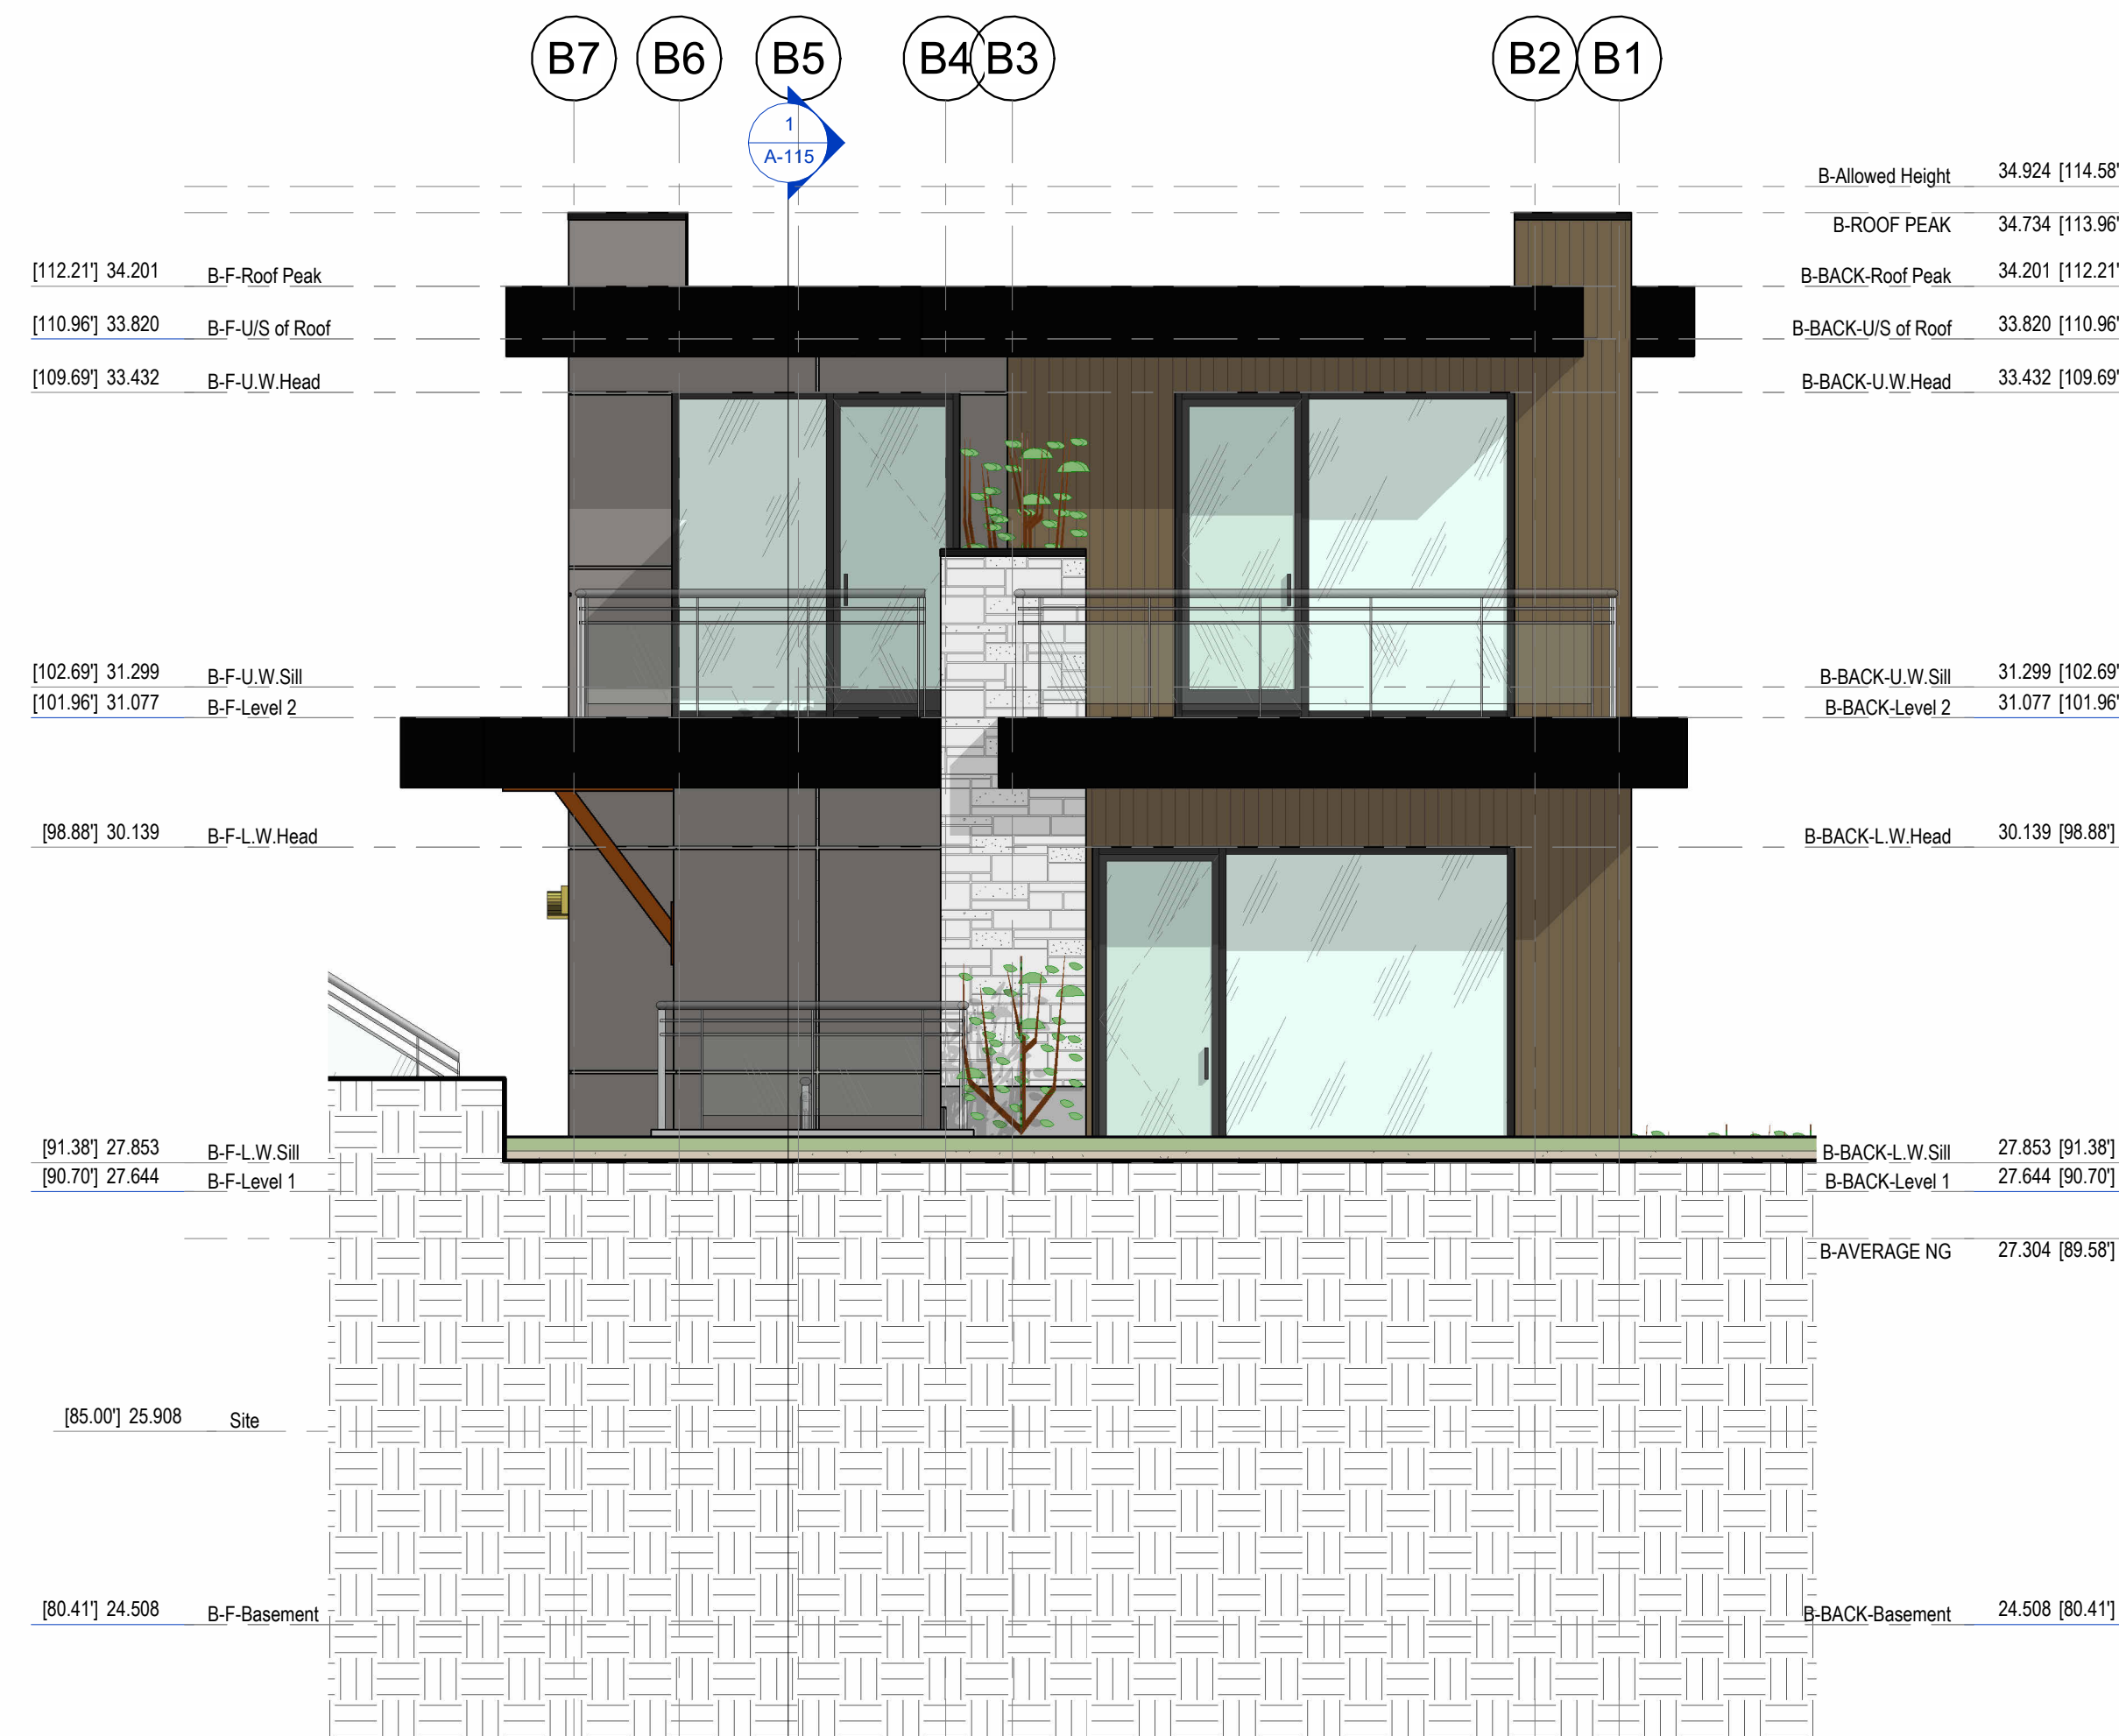 B7 B6 B5 B4 B3 B2 B1
1
A-115
B-Allowed Height 34.924 [114.58'
B-ROOF PEAK 34.734 [113.96'
[112.21'] 34.201 B-F-Roof Peak B-BACK-Roof Peak 34.201 [112.21'
[110.96'] 33.820 B-F-U/S of Roof B-BACK-U/S of Roof 33.820 [110.96'
[109.69'] 33.432 B-F-U.W.Head B-BACK-U.W.Head 33.432 [109.69'
[102.69'] 31.299 B-F-U.W.Sill B-BACK-U.W.Sill 31.299 [102.69'
[101.96'] 31.077 B-F-Level 2 B-BACK-Level 2 31.077 [101.96'
[98.88'] 30.139 B-F-L.W.Head B-BACK-L.W.Head 30.139 [98.88']
[91.38'] 27.853 B-F-L.W.Sill B-BACK-L.W.Sill 27.853 [91.38']
[90.70'] 27.644 B-F-Level 1 B-BACK-Level 1 27.644 [90.70']
B-AVERAGE NG 27.304 [89.58']
[85.00'] 25.908 Site
[80.41'] 24.508 B-F-Basement B-BACK-Basement 24.508 [80.41']